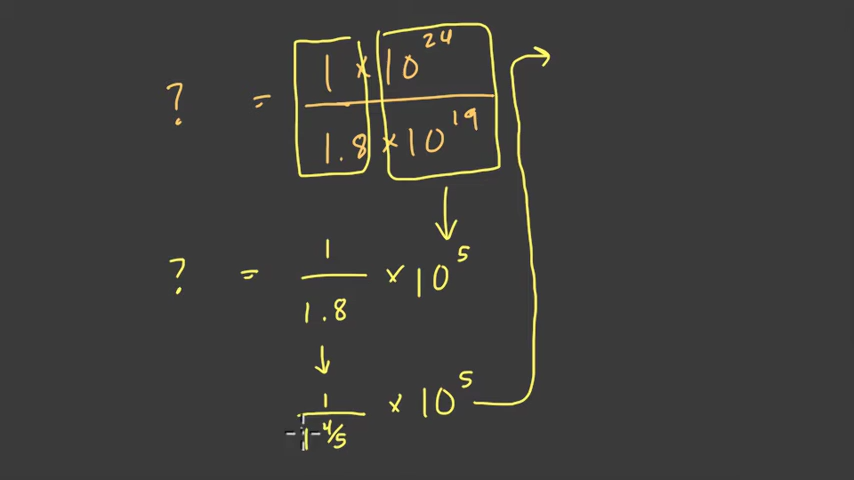 ? = 1 × 10^24 / 1.8 × 10^19
? = 1 / 1.8 × 10^5
1 / 1 4/5 × 10^5